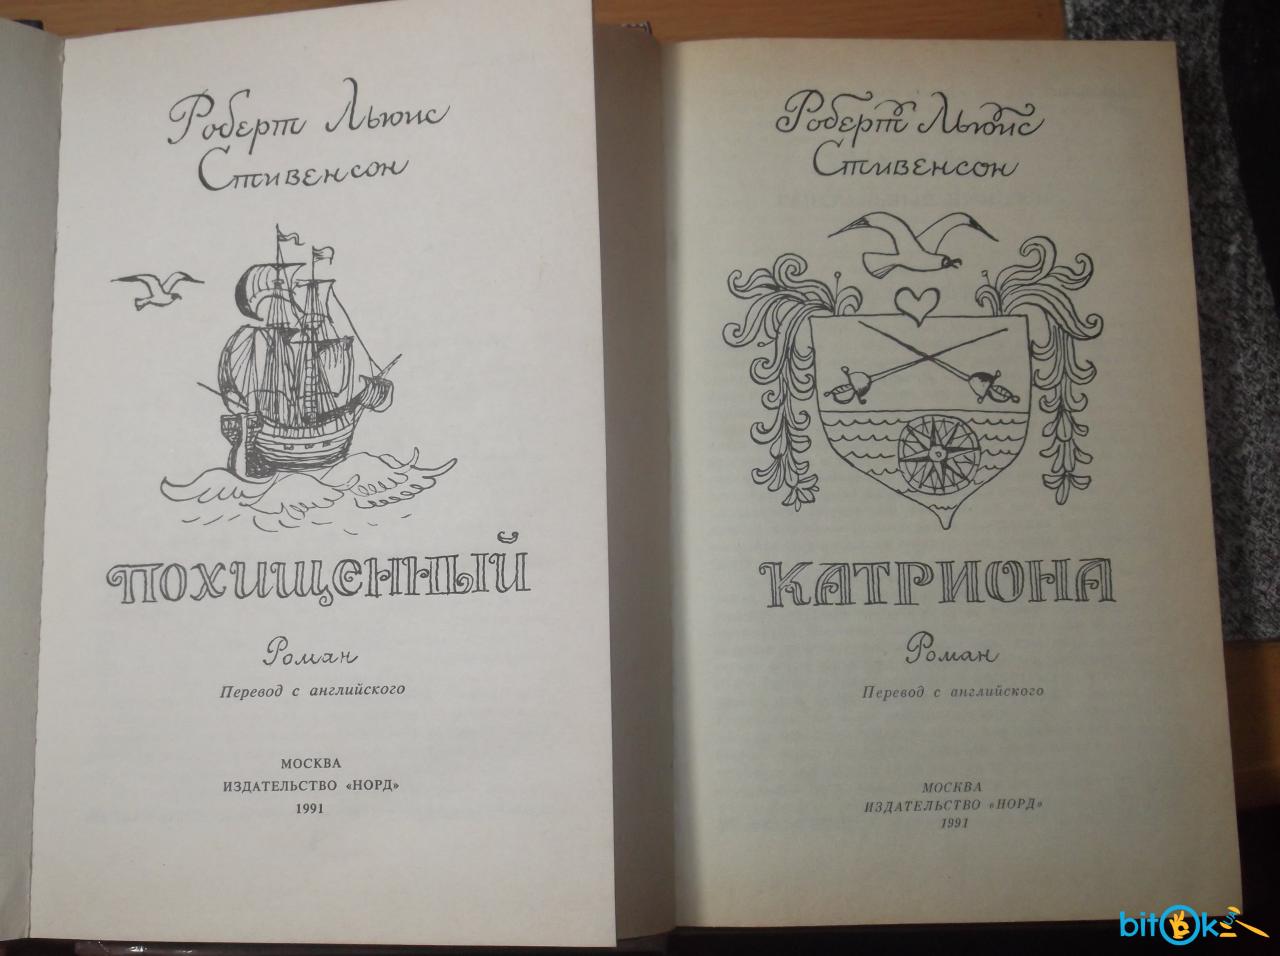 Роберт Льюис
Стивенсон
ПОХИЩЕННЫЙ
Роман
Перевод с английского
МОСКВА
ИЗДАТЕЛЬСТВО «НОРД»
1991
Роберт Льюис
Стивенсон
КАТРИОНА
Роман
Перевод с английского
МОСКВА
ИЗДАТЕЛЬСТВО «НОРД»
1991
bitOk